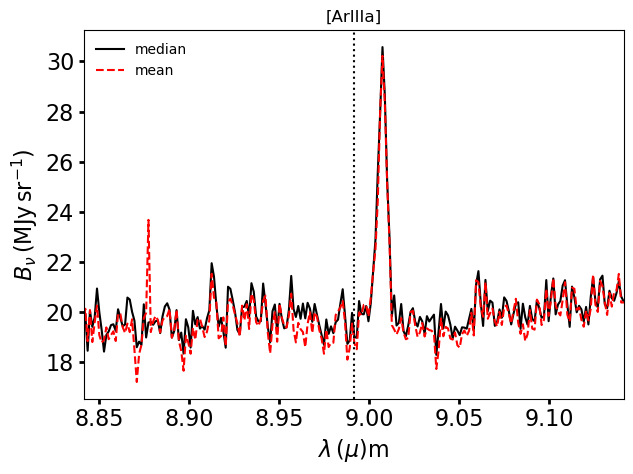 [ArIIIa]
median
mean
30
28
26
24
22
20
18
B_ν (MJy sr⁻¹)
8.85 8.90 8.95 9.00 9.05 9.10
λ (μ)m